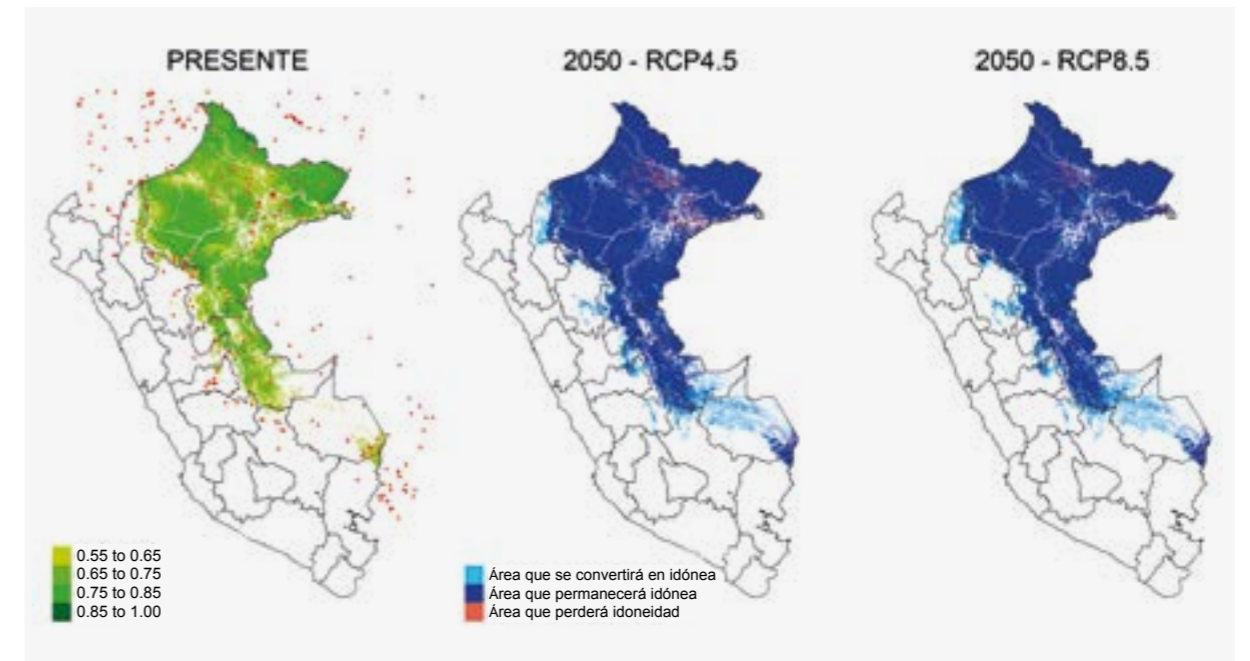 PRESENTE
2050 - RCP4.5
2050 - RCP8.5
0.55 to 0.65
0.65 to 0.75
0.75 to 0.85
0.85 to 1.00
Área que se convertirá en idónea
Área que permanecerá idónea
Área que perderá idoneidad